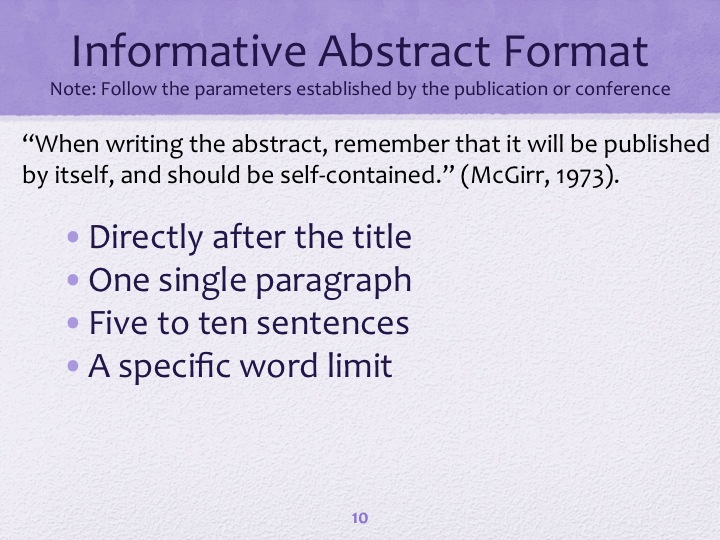 Informative Abstract Format
Note: Follow the parameters established by the publication or conference
“When writing the abstract, remember that it will be published
by itself, and should be self-contained.” (McGirr, 1973).
• Directly after the title
• One single paragraph
• Five to ten sentences
• A specific word limit
10